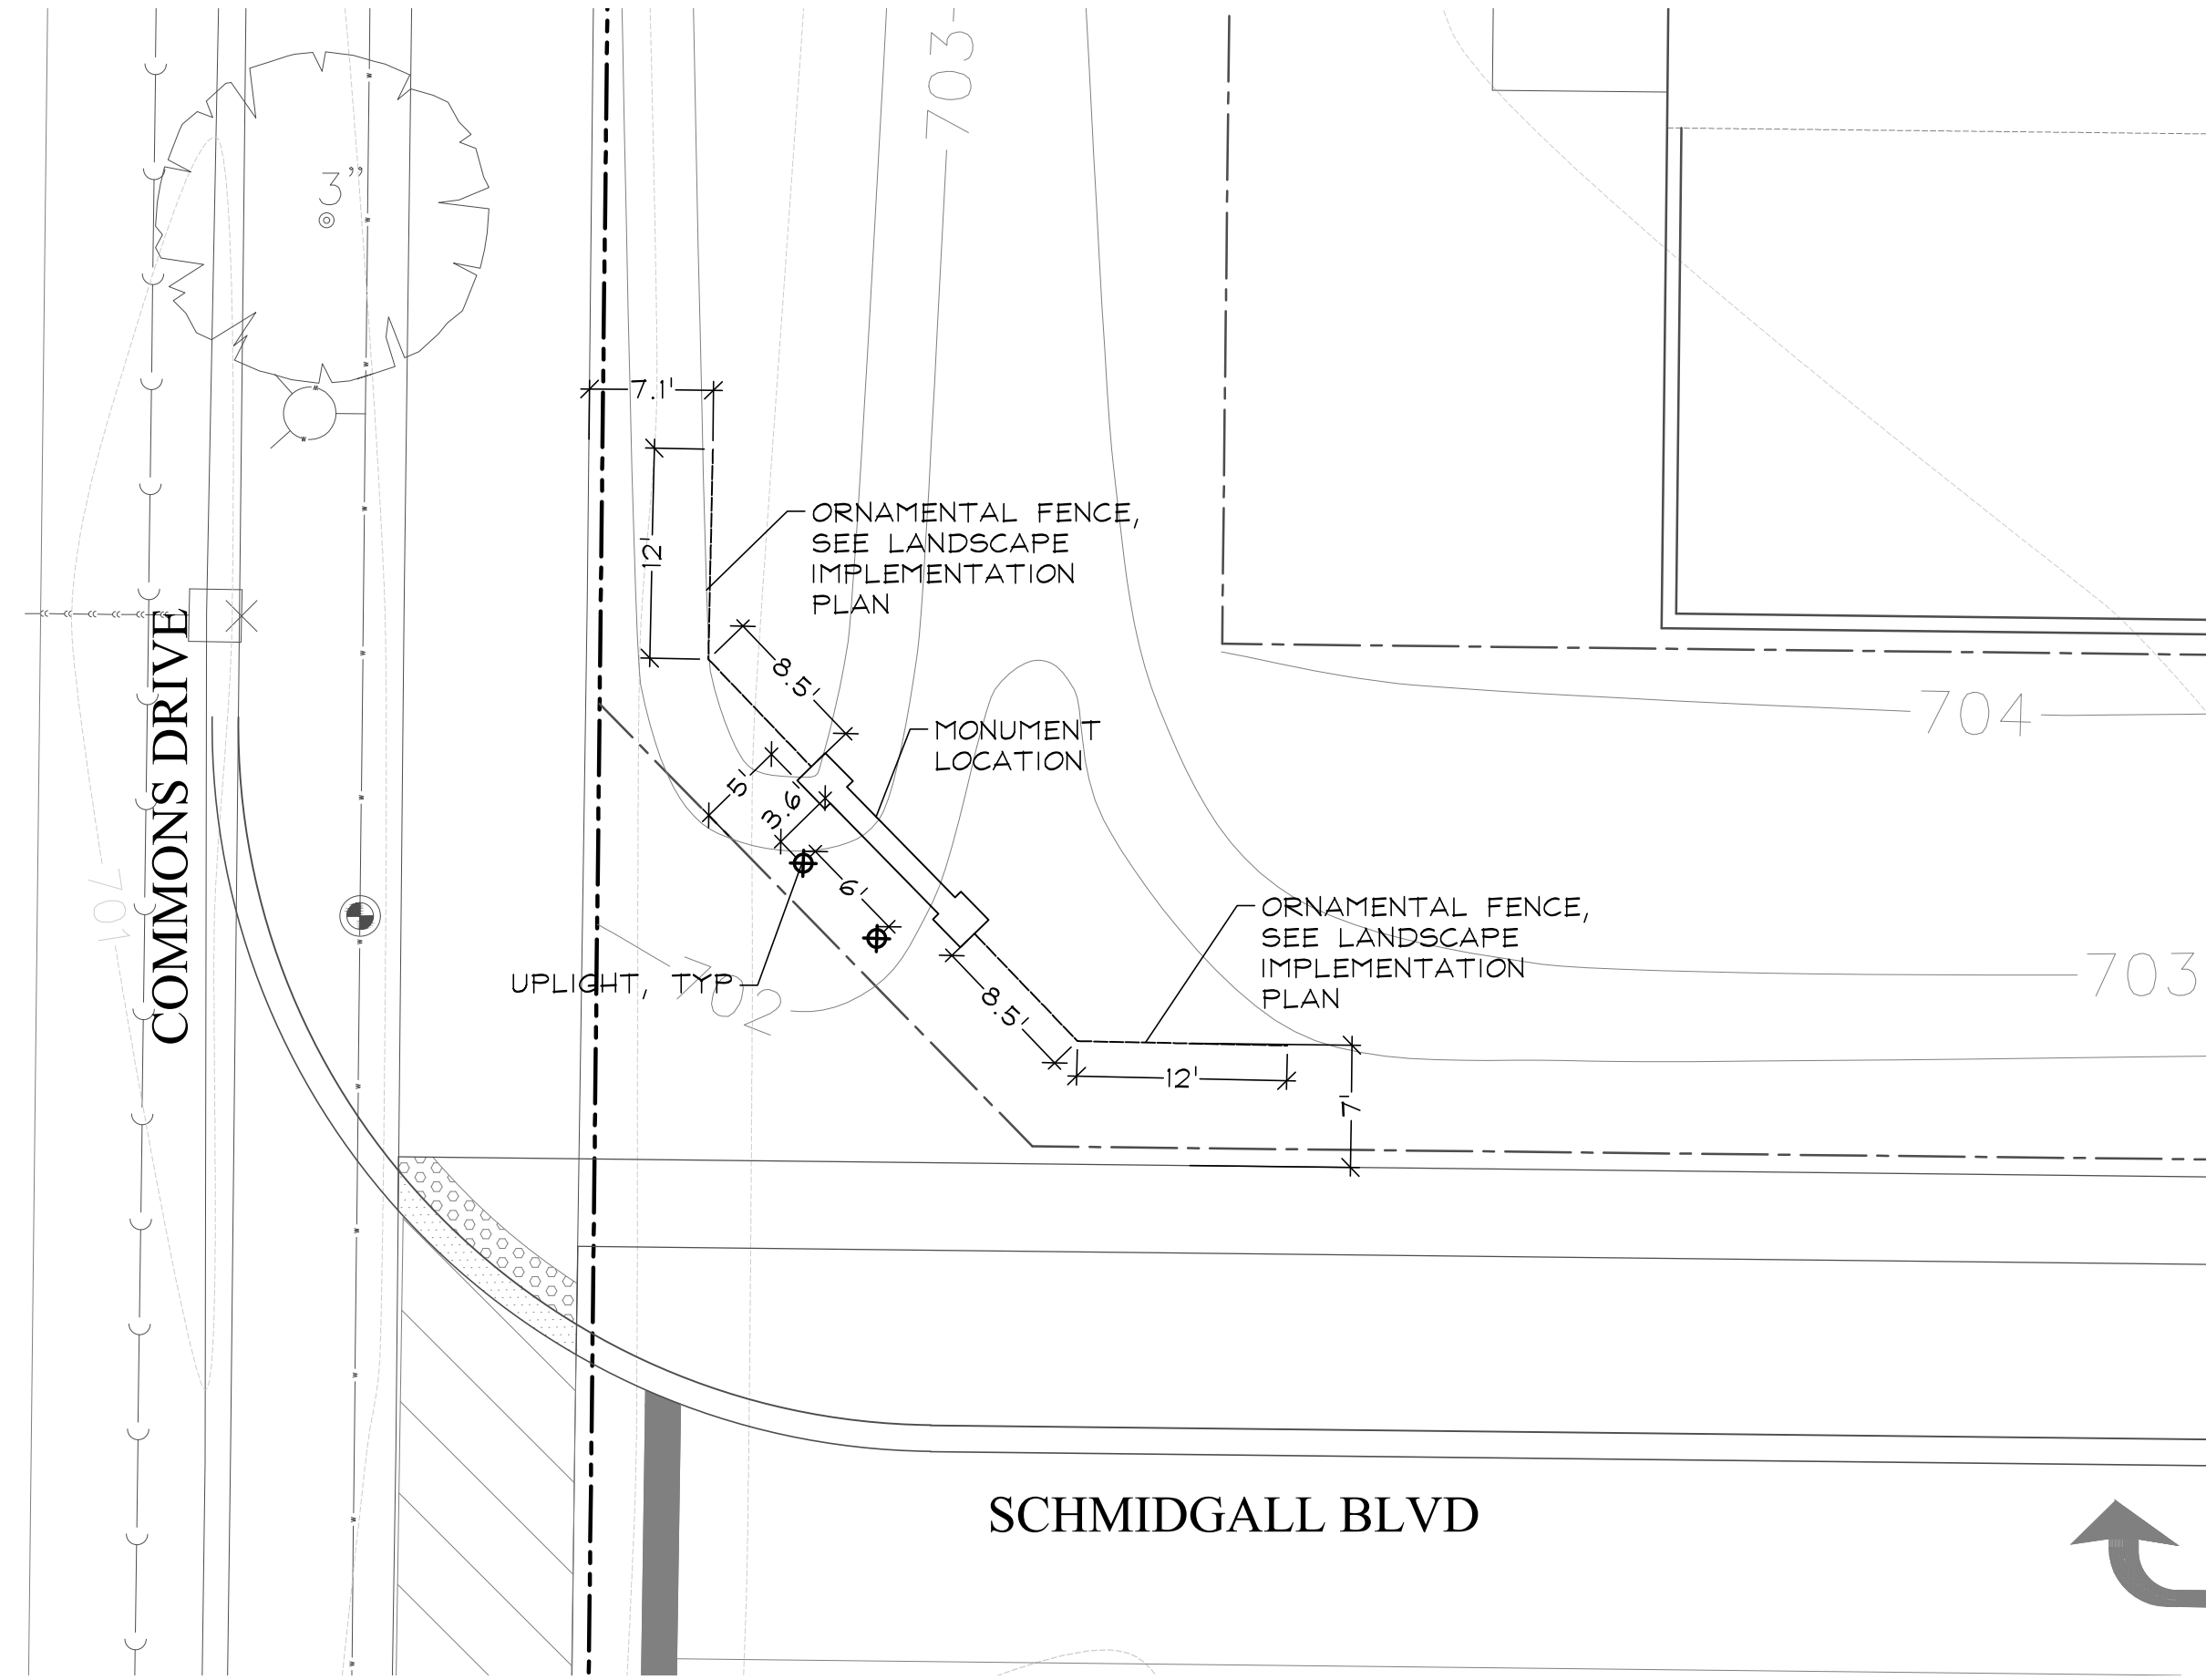 703
3"
7.1'
12'
ORNAMENTAL FENCE,
SEE LANDSCAPE
IMPLEMENTATION
PLAN
8.5'
704
MONUMENT
LOCATION
5'
3.6'
COMMONS DRIVE
6'
ORNAMENTAL FENCE,
SEE LANDSCAPE
IMPLEMENTATION
PLAN
703
UPLIGHT, TYP
702
8.5'
12'
7'
SCHMIDGALL BLVD